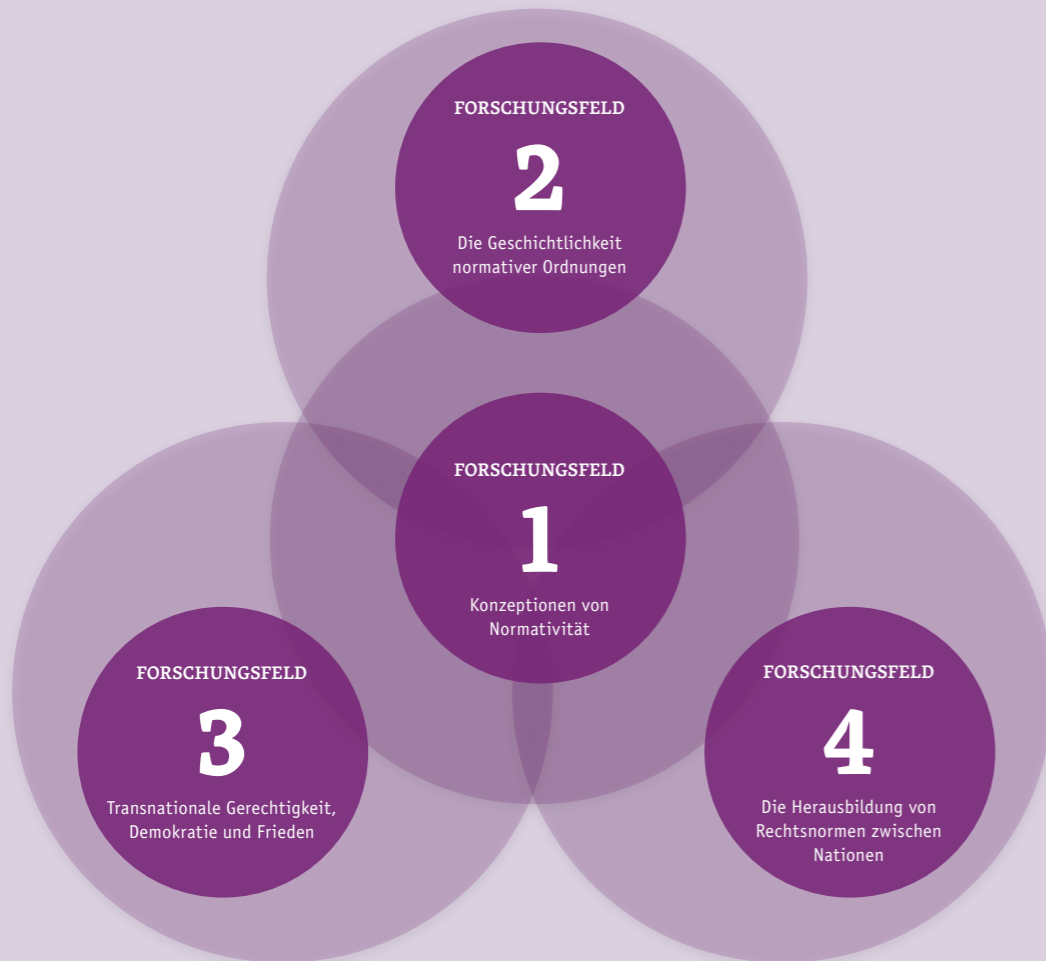 FORSCHUNGSFELD
2
Die Geschichtlichkeit
normativer Ordnungen
FORSCHUNGSFELD
1
Konzeptionen von
Normativität
FORSCHUNGSFELD
3
Transnationale Gerechtigkeit,
Demokratie und Frieden
FORSCHUNGSFELD
4
Die Herausbildung von
Rechtsnormen zwischen
Nationen